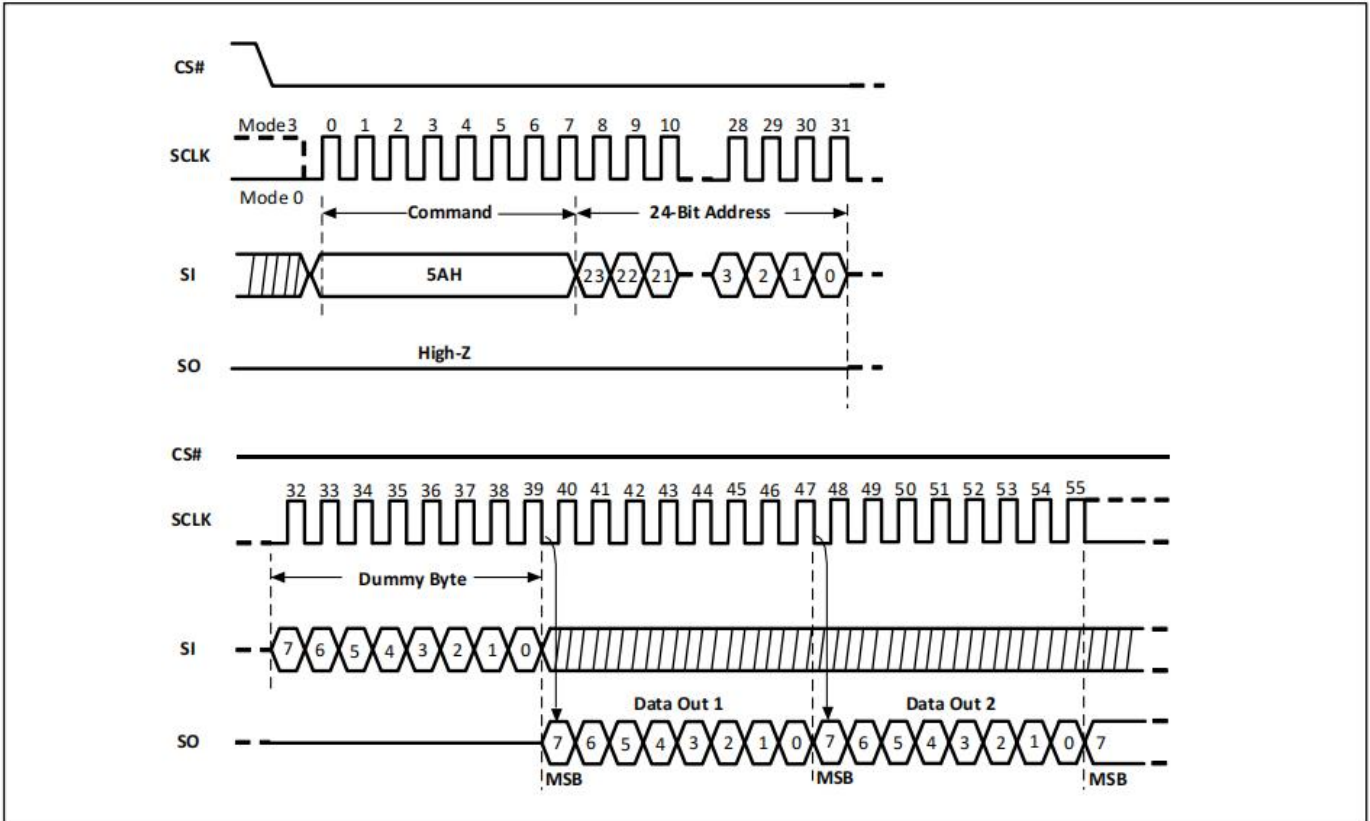 CS#
Mode3 0 1 2 3 4 5 6 7 8 9 10 28 29 30 31
SCLK
Mode 0
Command 24-Bit Address
SI 5AH 23 22 21 3 2 1 0
High-Z
SO
CS#
32 33 34 35 36 37 38 39 40 41 42 43 44 45 46 47 48 49 50 51 52 53 54 55
SCLK
Dummy Byte
SI 7 6 5 4 3 2 1 0
Data Out 1 Data Out 2
SO 7 6 5 4 3 2 1 0 7 6 5 4 3 2 1 0 7
MSB MSB MSB